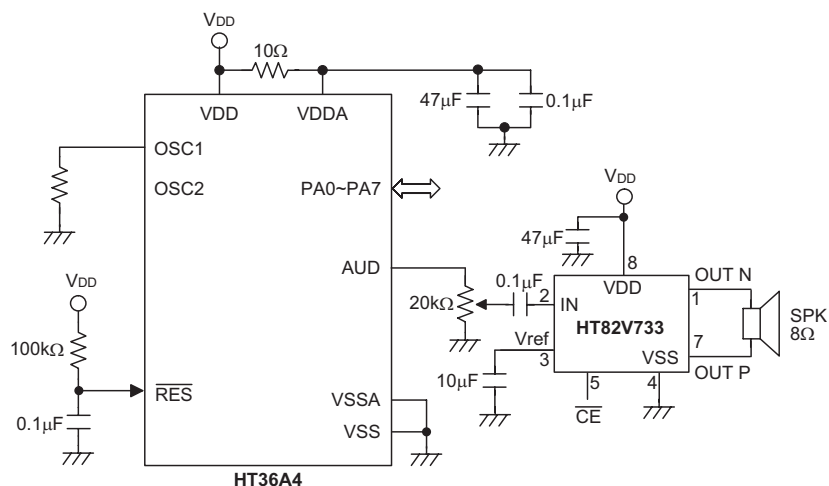 VDD
10Ω
VDD
VDDA
47μF
0.1μF
OSC1
OSC2
PA0~PA7
VDD
47μF
8
VDD
AUD
0.1μF
2
IN
OUT N
1
20kΩ
HT82V733
SPK
8Ω
VDD
100kΩ
Vref
3
VSS
7
OUT P
10μF
5
4
CE
RES
0.1μF
VSSA
VSS
HT36A4